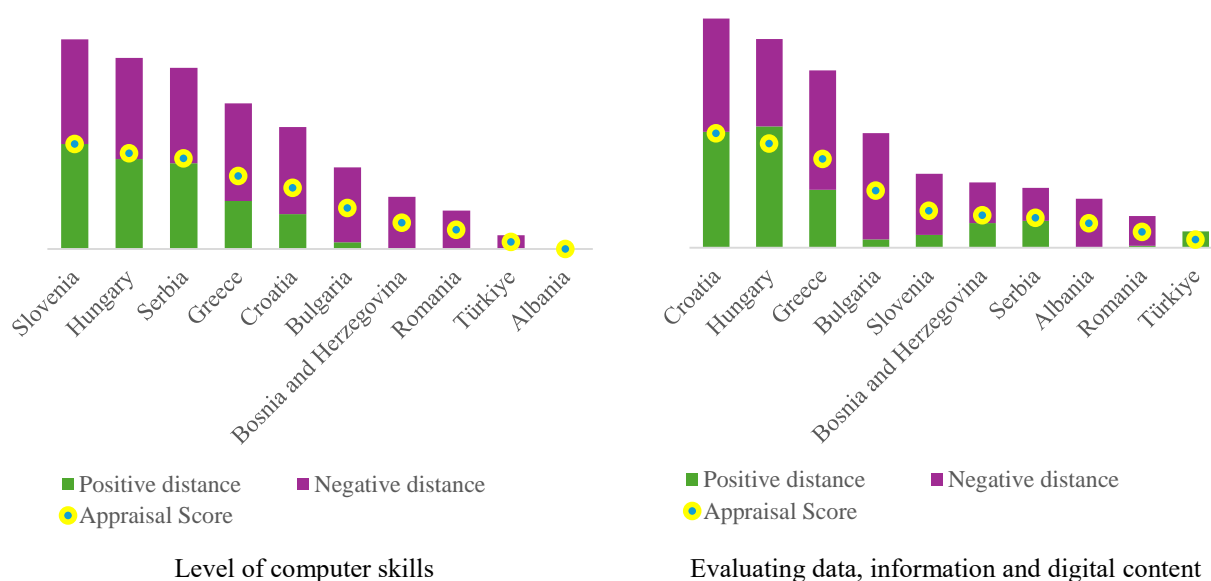 Slovenia
Hungary
Serbia
Greece
Croatia
Bulgaria
Bosnia and Herzegovina
Romania
Türkiye
Albania
Positive distance
Negative distance
Appraisal Score
Level of computer skills
Croatia
Hungary
Greece
Bulgaria
Slovenia
Bosnia and Herzegovina
Serbia
Albania
Romania
Türkiye
Positive distance
Negative distance
Appraisal Score
Evaluating data, information and digital content